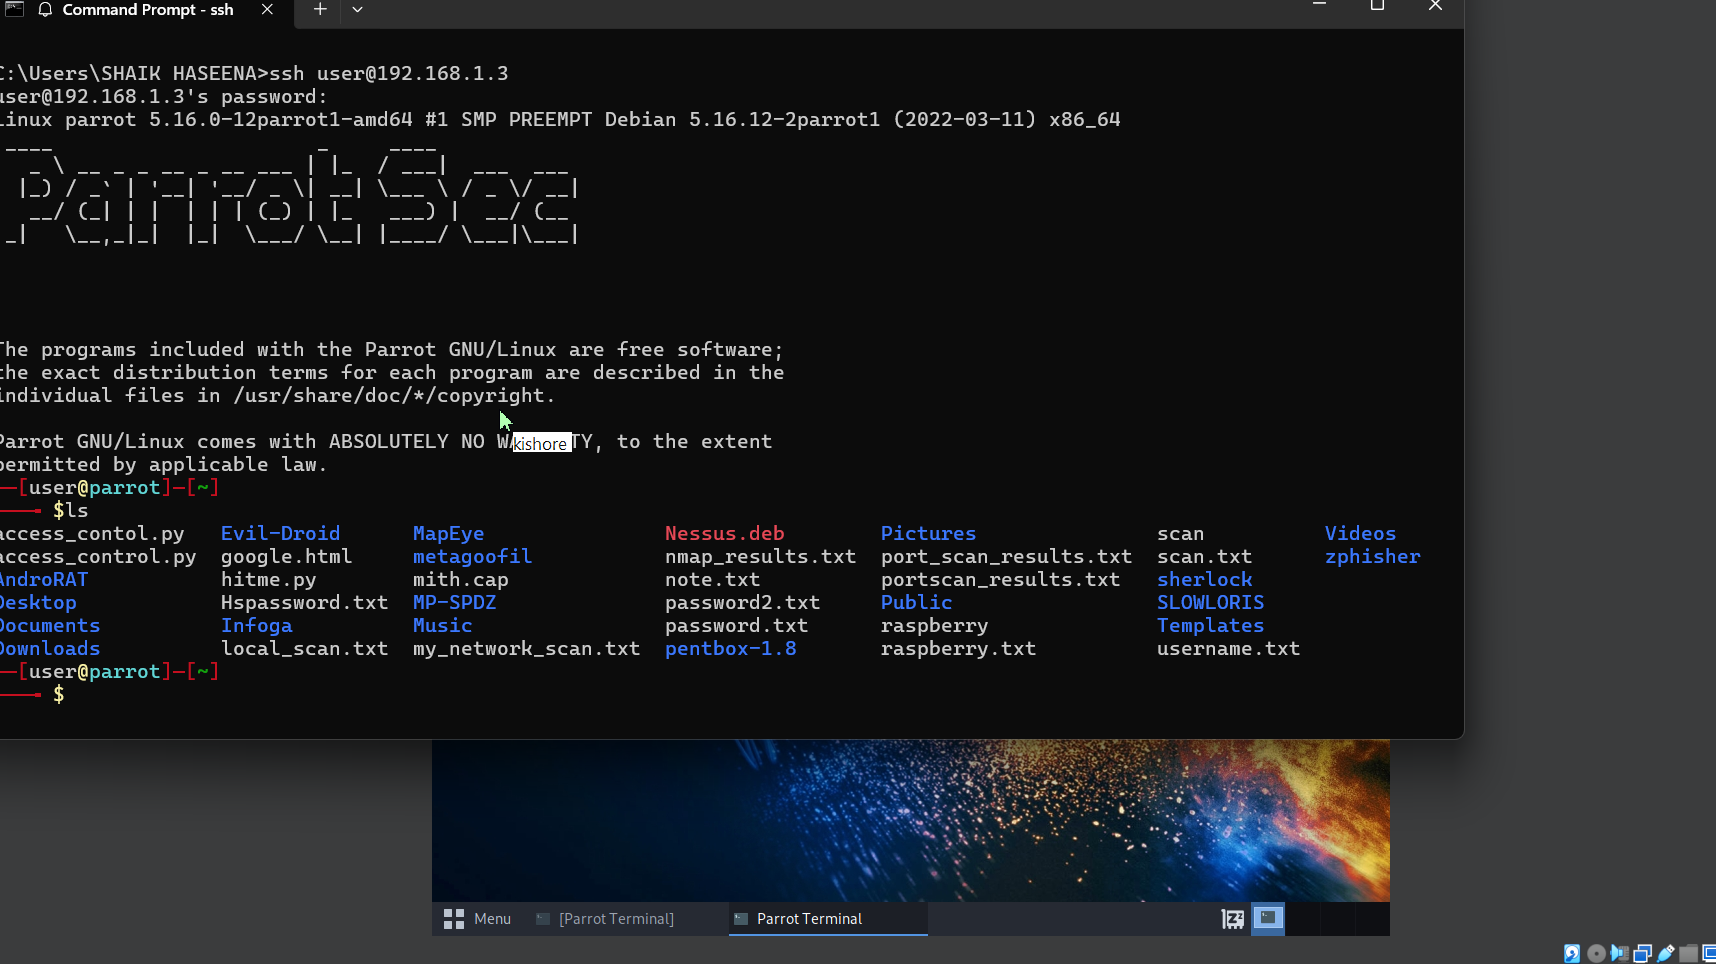 Command Prompt - ssh
C:\Users\SHAIK HASEENA>ssh user@192.168.1.3
user@192.168.1.3's password:
Linux parrot 5.16.0-12parrot1-amd64 #1 SMP PREEMPT Debian 5.16.12-2parrot1 (2022-03-11) x86_64
Parrot Sec
The programs included with the Parrot GNU/Linux are free software;
the exact distribution terms for each program are described in the
individual files in /usr/share/doc/*/copyright.
Parrot GNU/Linux comes with ABSOLUTELY NO WA kishore TY, to the extent
permitted by applicable law.
─[user@parrot]─[~]
$ls
access_contol.py Evil-Droid MapEye Nessus.deb Pictures scan Videos
access_control.py google.html metagoofil nmap_results.txt port_scan_results.txt scan.txt zphisher
AndroRAT hitme.py mith.cap note.txt portscan_results.txt sherlock
Desktop Hspassword.txt MP-SPDZ password2.txt Public SLOWLORIS
Documents Infoga Music password.txt raspberry Templates
Downloads local_scan.txt my_network_scan.txt pentbox-1.8 raspberry.txt username.txt
─[user@parrot]─[~]
$
Menu [Parrot Terminal] Parrot Terminal